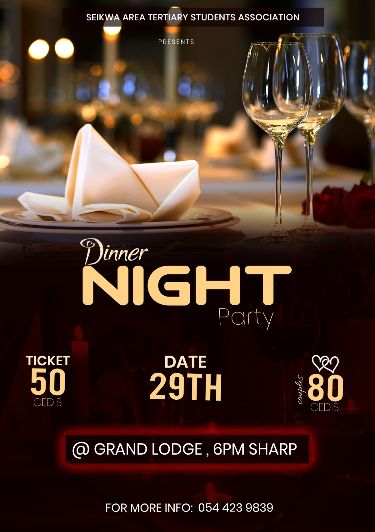 SEIKWA AREA TERTIARY STUDENTS ASSOCIATION
PRESENTS
Dinner
NIGHT
Party
TICKET
50
CEDIS
DATE
29TH
couples
80
CEDIS
@ GRAND LODGE , 6PM SHARP
FOR MORE INFO: 054 423 9839